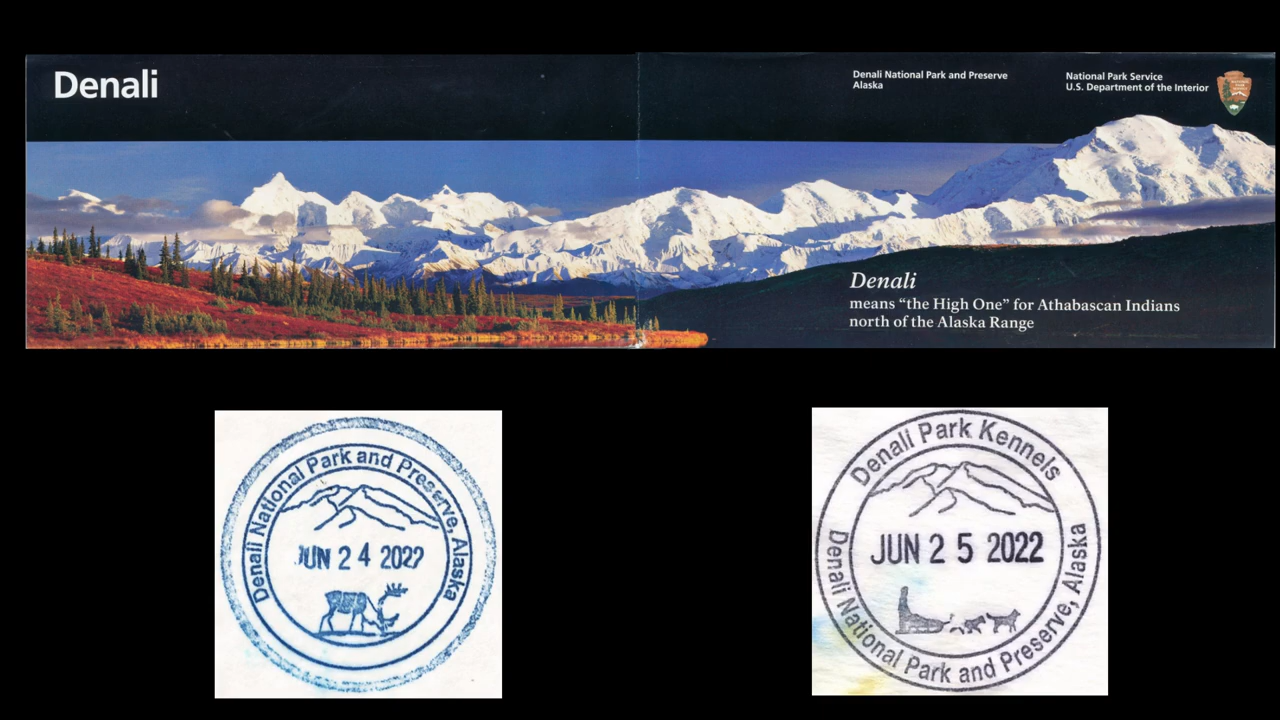 Denali
Denali National Park and Preserve
Alaska
National Park Service
U.S. Department of the Interior
Denali
means “the High One” for Athabascan Indians
north of the Alaska Range
Denali National Park and Preserve, Alaska
JUN 24 2022
Denali Park Kennels
JUN 25 2022
Denali National Park and Preserve, Alaska